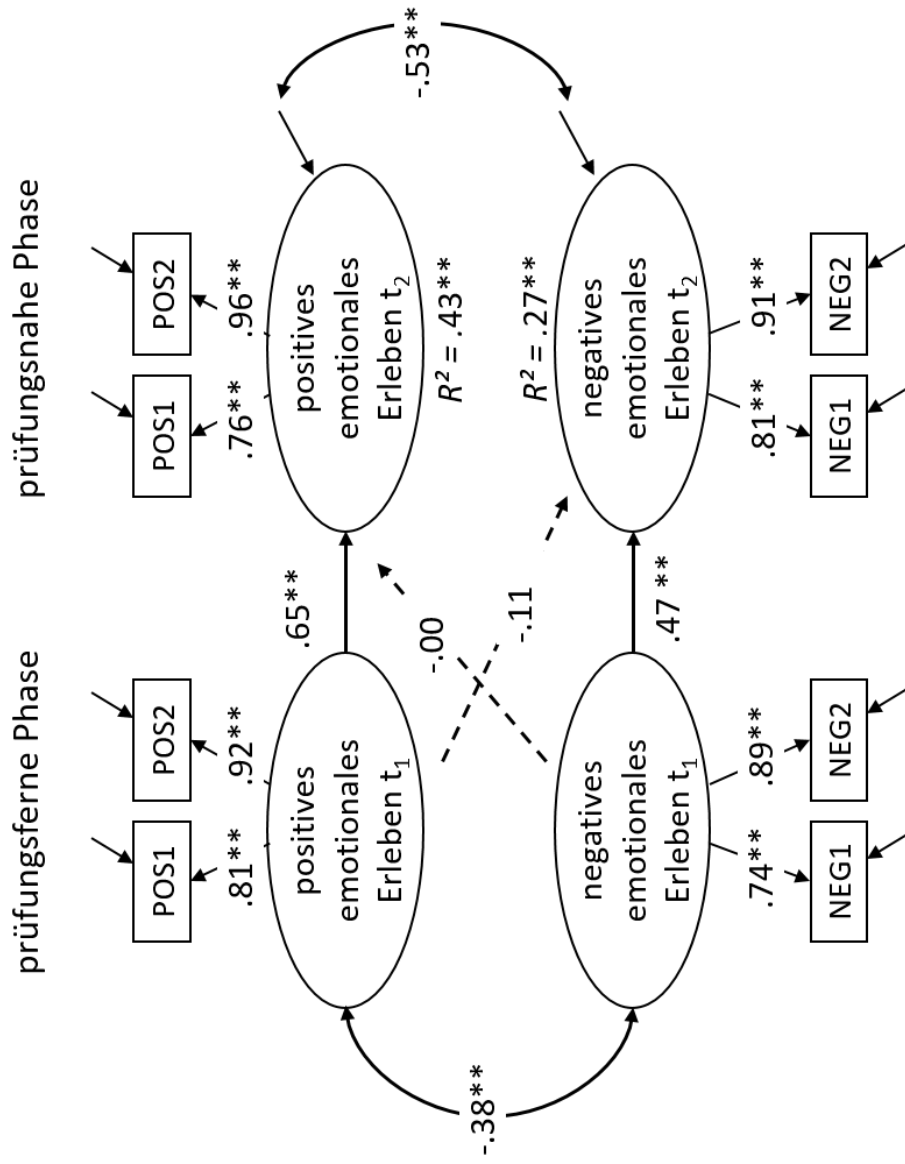 prüfungsferne Phase
prüfungsnahe Phase
POS1
POS2
POS1
POS2
.81**
.92**
.76**
.96**
positives
emotionales
Erleben t₁
.65**
positives
emotionales
Erleben t₂
R² = .43**
-.38**
-.00
-.11
-.53**
negatives
emotionales
Erleben t₁
.47 **
R² = .27**
negatives
emotionales
Erleben t₂
.74**
.89**
.81**
.91**
NEG1
NEG2
NEG1
NEG2